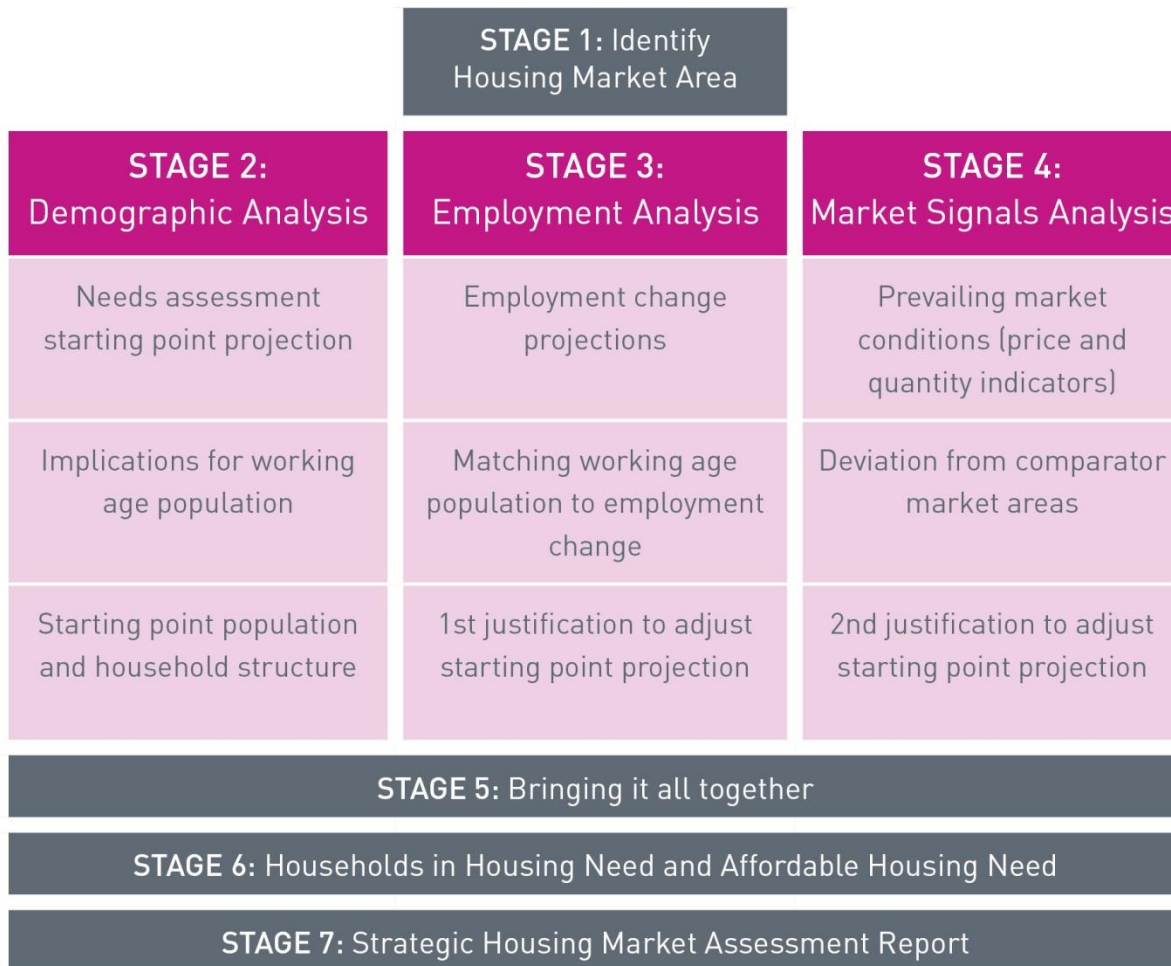 STAGE 1: Identify
Housing Market Area
STAGE 2:
Demographic Analysis
Needs assessment
starting point projection
Implications for working
age population
Starting point population
and household structure
STAGE 3:
Employment Analysis
Employment change
projections
Matching working age
population to employment
change
1st justification to adjust
starting point projection
STAGE 4:
Market Signals Analysis
Prevailing market
conditions (price and
quantity indicators)
Deviation from comparator
market areas
2nd justification to adjust
starting point projection
STAGE 5: Bringing it all together
STAGE 6: Households in Housing Need and Affordable Housing Need
STAGE 7: Strategic Housing Market Assessment Report